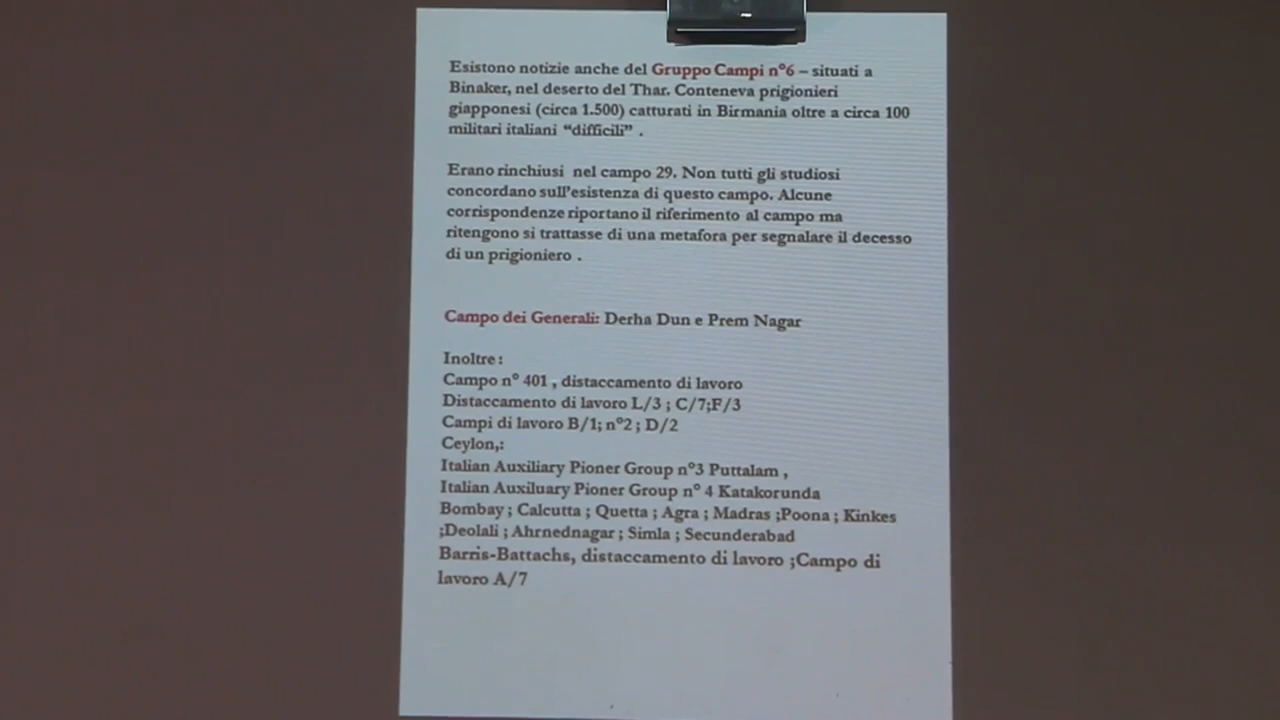 Esistono notizie anche del Gruppo Campi n°6 – situati a
Binaker, nel deserto del Thar. Conteneva prigionieri
giapponesi (circa 1.500) catturati in Birmania oltre a circa 100
militari italiani “difficili” .
Erano rinchiusi nel campo 29. Non tutti gli studiosi
concordano sull’esistenza di questo campo. Alcune
corrispondenze riportano il riferimento al campo ma
ritengono si trattasse di una metafora per segnalare il decesso
di un prigioniero .
Campo dei Generali: Derha Dun e Prem Nagar
Inoltre :
Campo n° 401 , distaccamento di lavoro
Distaccamento di lavoro L/3 ; C/7;F/3
Campi di lavoro B/1; n°2 ; D/2
Ceylon,:
Italian Auxiliary Pioner Group n°3 Puttalam ,
Italian Auxiluary Pioner Group n° 4 Katakorunda
Bombay ; Calcutta ; Quetta ; Agra ; Madras ;Poona ; Kinkes
;Deolali ; Ahrnednagar ; Simla ; Secunderabad
Barris-Battachs, distaccamento di lavoro ;Campo di
lavoro A/7